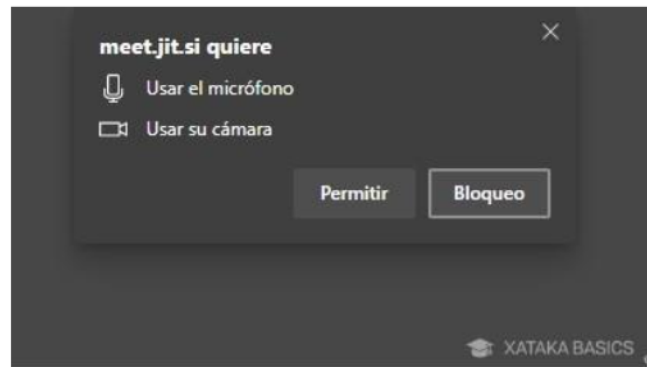 meet.jit.si quiere
Usar el micrófono
Usar su cámara
Permitir Bloqueo
XATAKA BASICS